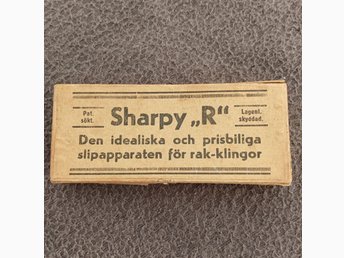 Pat.
sökt.
Sharpy „R“
Lagenl.
skyddad.
Den idealiska och prisbiliga
slipapparaten för rak-klingor